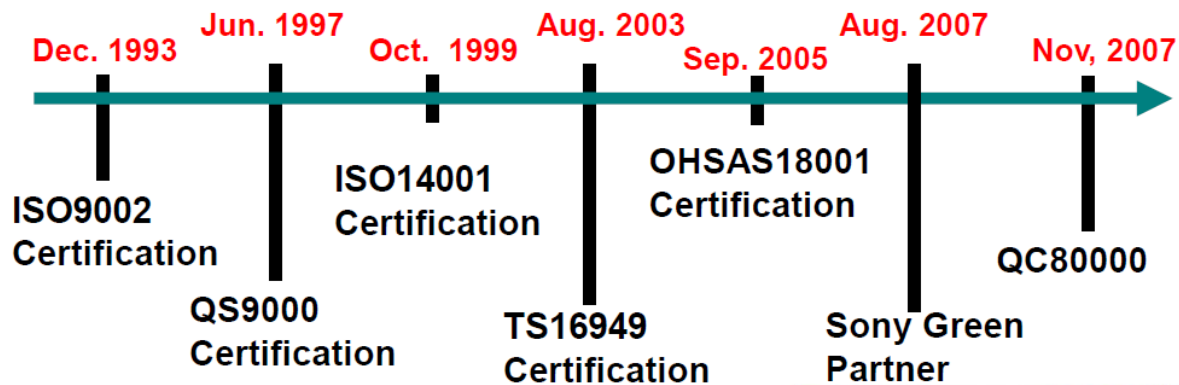 Dec. 1993
Jun. 1997
Oct. 1999
Aug. 2003
Sep. 2005
Aug. 2007
Nov, 2007
ISO9002
Certification
QS9000
Certification
ISO14001
Certification
TS16949
Certification
OHSAS18001
Certification
Sony Green
Partner
QC80000